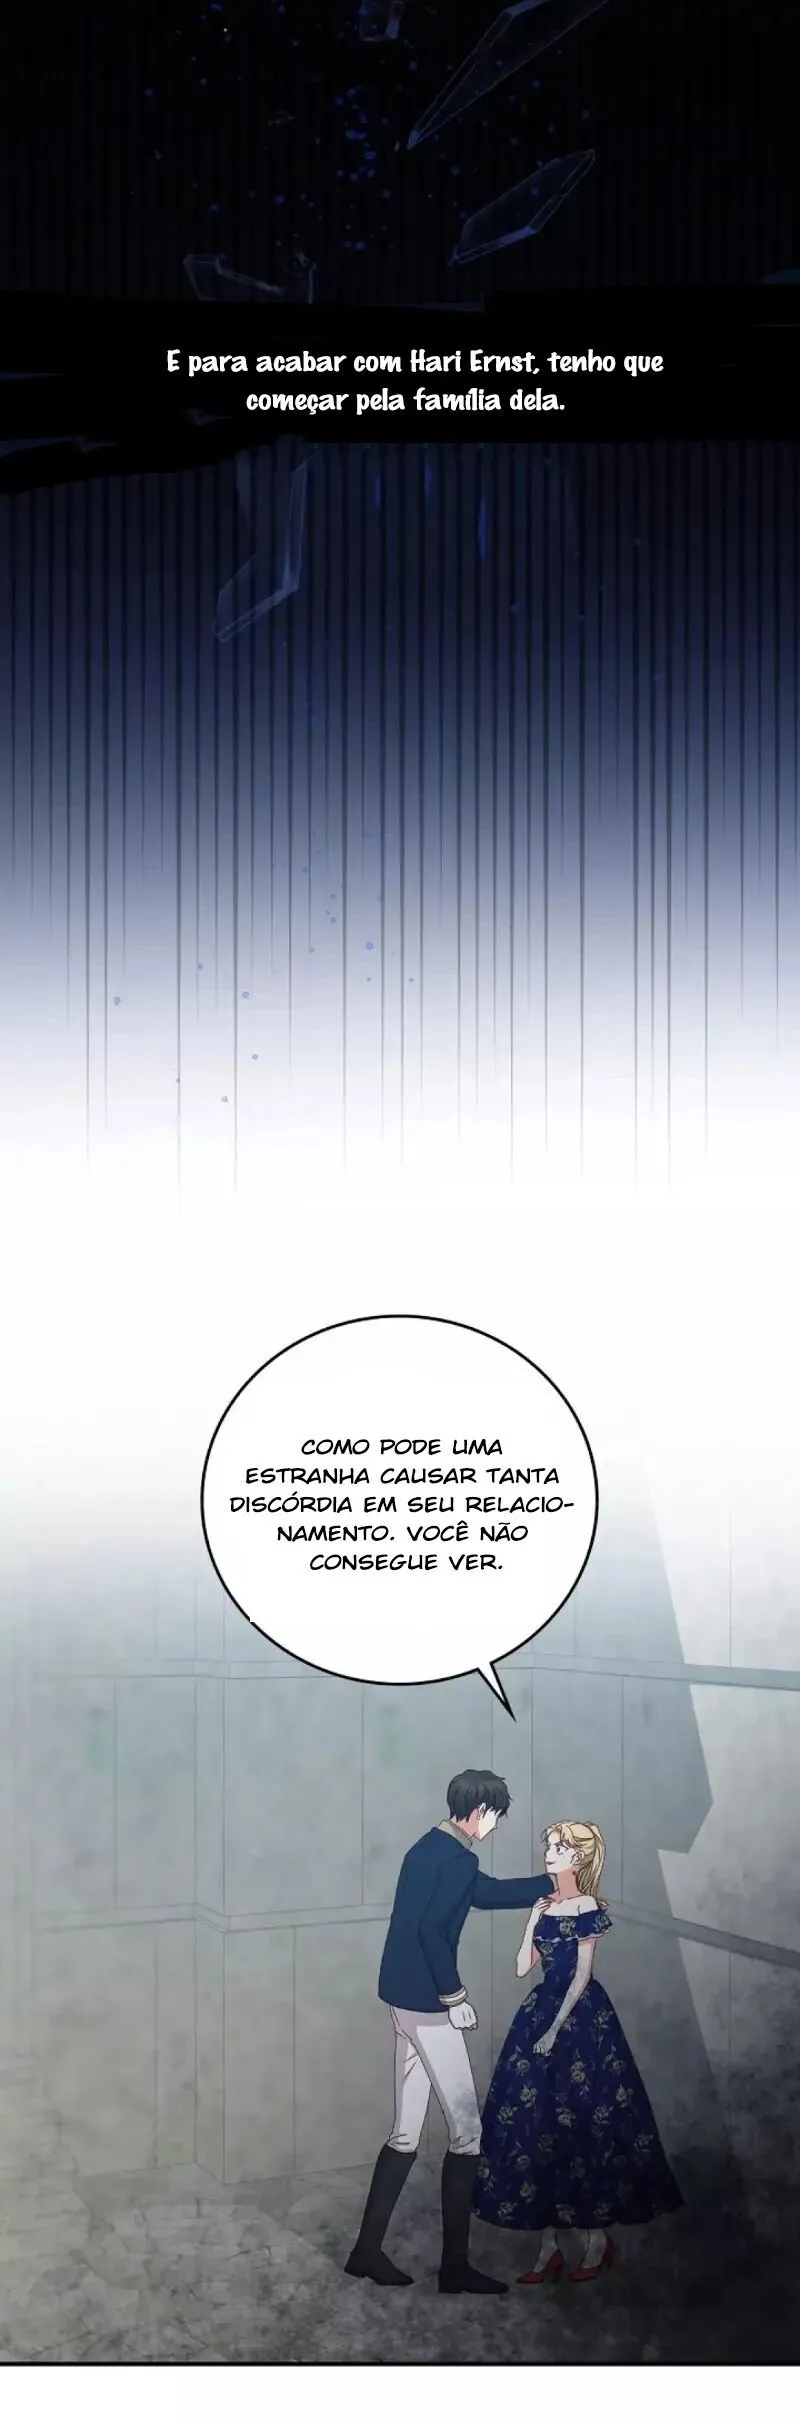 E para acabar com Hari Ernst, tenho que
começar pela família dela.
COMO PODE UMA
ESTRANHA CAUSAR TANTA
DISCÓRDIA EM SEU RELACIO-
NAMENTO. VOCÊ NÃO
CONSEGUE VER.